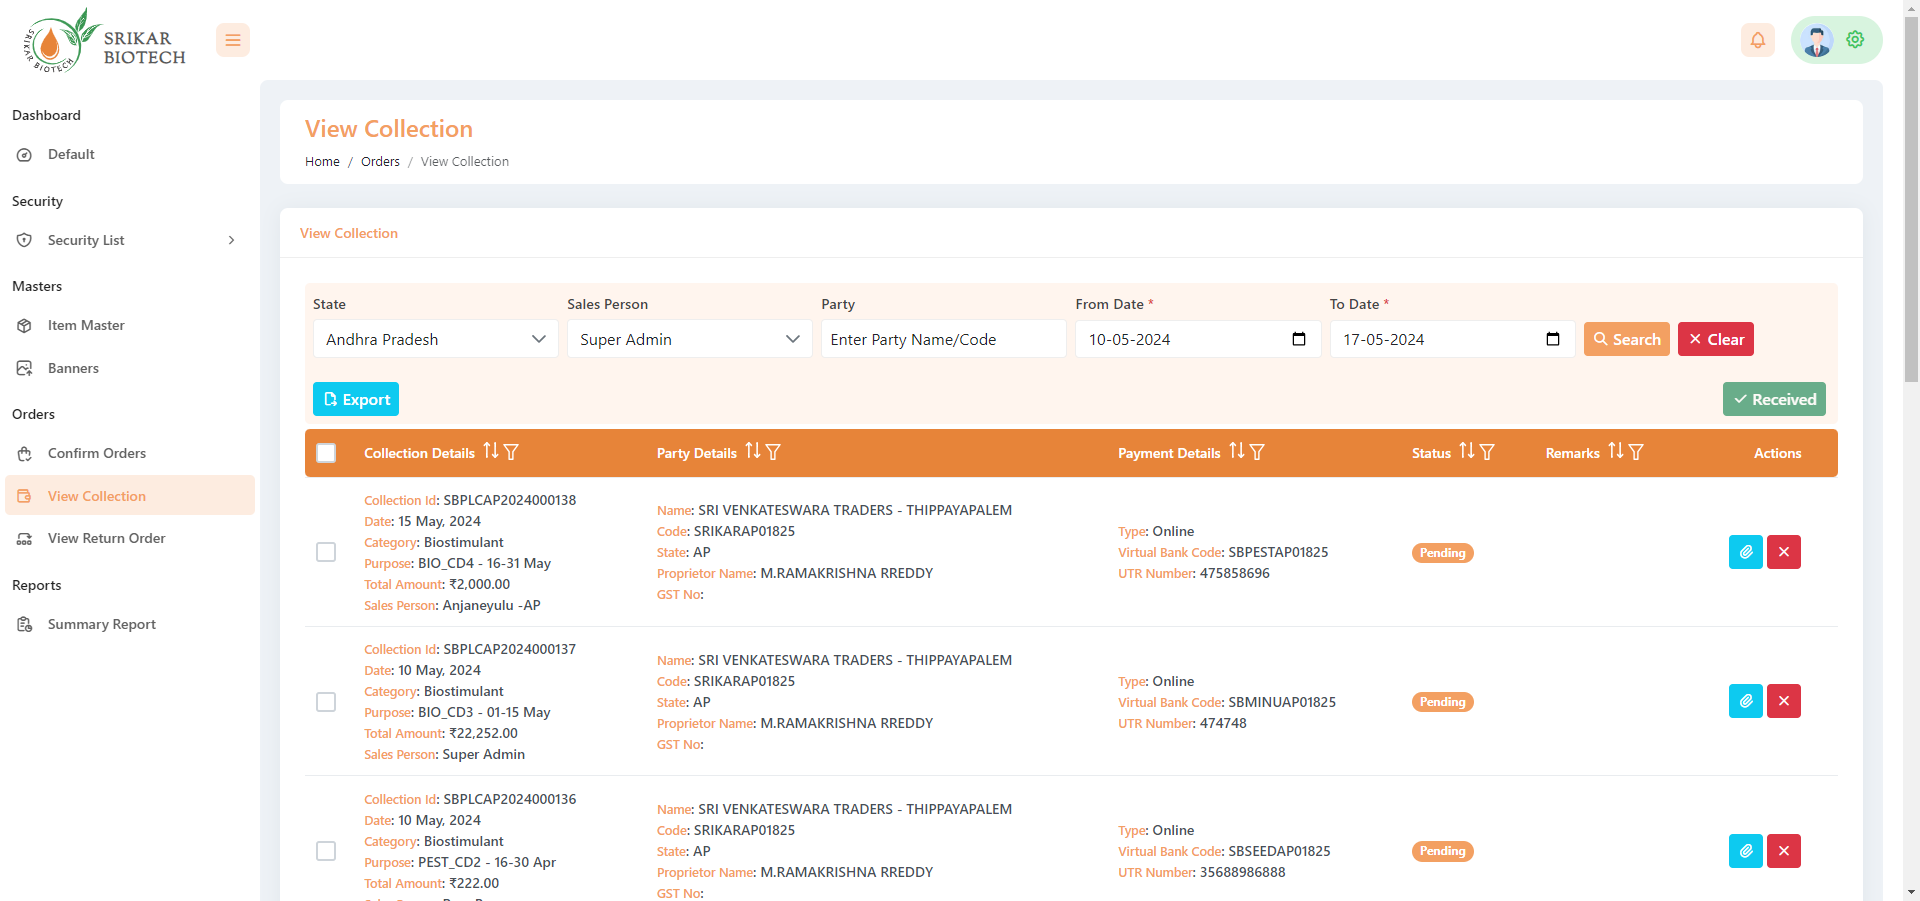 SRIKAR BIOTECH
SRIKAR
BIOTECH
Dashboard
Default
Security
Security List
Masters
Item Master
Banners
Orders
Confirm Orders
View Collection
View Return Order
Reports
Summary Report
View Collection
Home / Orders / View Collection
View Collection
State
Sales Person
Party
From Date *
To Date *
Andhra Pradesh
Super Admin
Enter Party Name/Code
10-05-2024
17-05-2024
Search
Clear
Export
Received
Collection Details
Party Details
Payment Details
Status
Remarks
Actions
Collection Id: SBPLCAP2024000138
Date: 15 May, 2024
Category: Biostimulant
Purpose: BIO_CD4 - 16-31 May
Total Amount: ₹2,000.00
Sales Person: Anjaneyulu -AP
Name: SRI VENKATESWARA TRADERS - THIPPAYAPALEM
Code: SRIKARAP01825
State: AP
Proprietor Name: M.RAMAKRISHNA RREDDY
GST No:
Type: Online
Virtual Bank Code: SBPESTAP01825
UTR Number: 475858696
Pending
Collection Id: SBPLCAP2024000137
Date: 10 May, 2024
Category: Biostimulant
Purpose: BIO_CD3 - 01-15 May
Total Amount: ₹22,252.00
Sales Person: Super Admin
Name: SRI VENKATESWARA TRADERS - THIPPAYAPALEM
Code: SRIKARAP01825
State: AP
Proprietor Name: M.RAMAKRISHNA RREDDY
GST No:
Type: Online
Virtual Bank Code: SBMINUAP01825
UTR Number: 474748
Pending
Collection Id: SBPLCAP2024000136
Date: 10 May, 2024
Category: Biostimulant
Purpose: PEST_CD2 - 16-30 Apr
Total Amount: ₹222.00
Name: SRI VENKATESWARA TRADERS - THIPPAYAPALEM
Code: SRIKARAP01825
State: AP
Proprietor Name: M.RAMAKRISHNA RREDDY
GST No:
Type: Online
Virtual Bank Code: SBSEEDAP01825
UTR Number: 35688986888
Pending